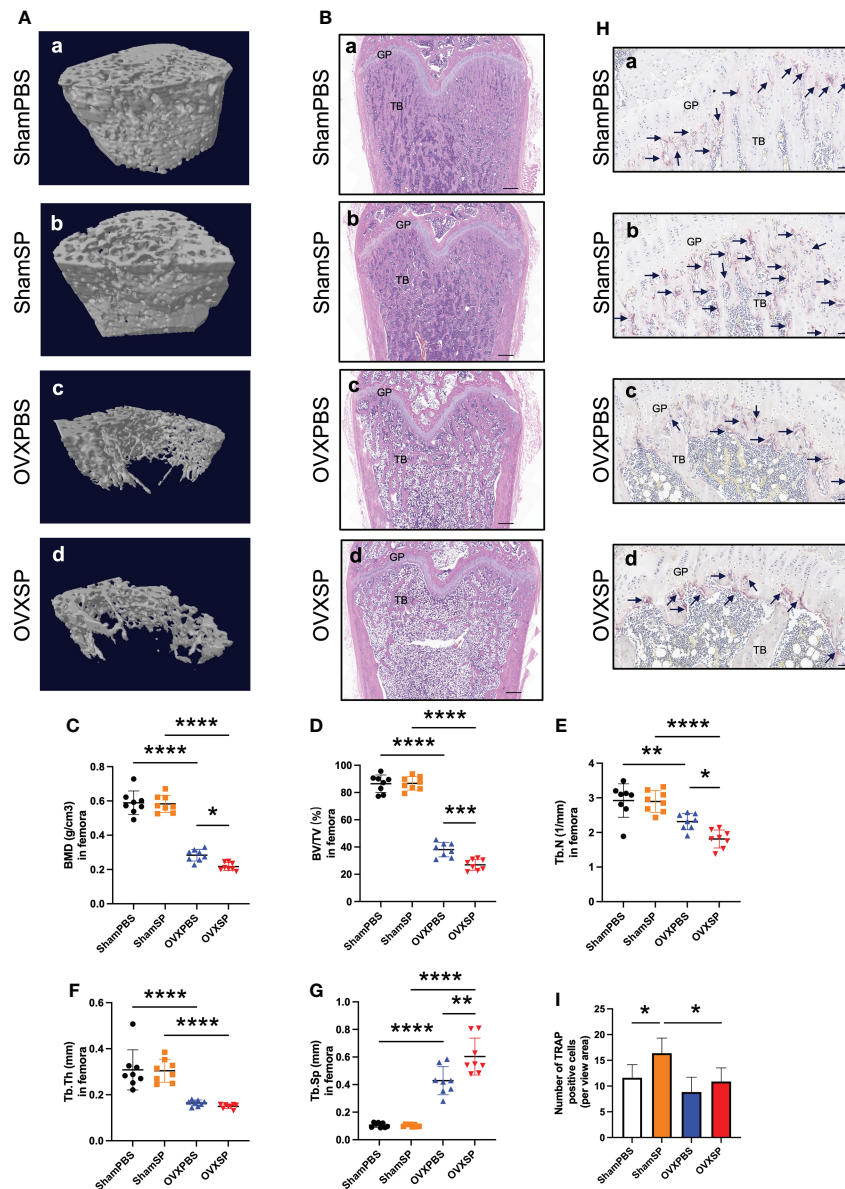 A
B
H
ShamPBS
a
ShamPBS
a
GP
TB
ShamPBS
a
GP
TB
ShamSP
b
ShamSP
b
GP
TB
ShamSP
b
GP
TB
OVXPBS
c
OVXPBS
c
GP
TB
OVXPBS
c
GP
TB
OVXSP
d
OVXSP
d
GP
TB
OVXSP
d
GP
TB
C
****
****
*
BMD (g/cm3)
in femora
0.8
0.6
0.4
0.2
0.0
ShamPBS
ShamSP
OVXPBS
OVXSP
D
****
****
***
BV/TV (%)
in femora
100
80
60
40
20
0
ShamPBS
ShamSP
OVXPBS
OVXSP
E
****
**
*
Tb.N (1/mm)
in femora
4
3
2
1
ShamPBS
ShamSP
OVXPBS
OVXSP
F
****
****
Tb.Th (mm)
in femora
0.6
0.4
0.2
0.0
ShamPBS
ShamSP
OVXPBS
OVXSP
G
****
**
****
Tb.Sp (mm)
in femora
1.0
0.8
0.6
0.4
0.2
0.0
ShamPBS
ShamSP
OVXPBS
OVXSP
I
*
*
Number of TRAP
positive cells
(per view area)
25
20
15
10
5
0
ShamPBS
ShamSP
OVXPBS
OVXSP